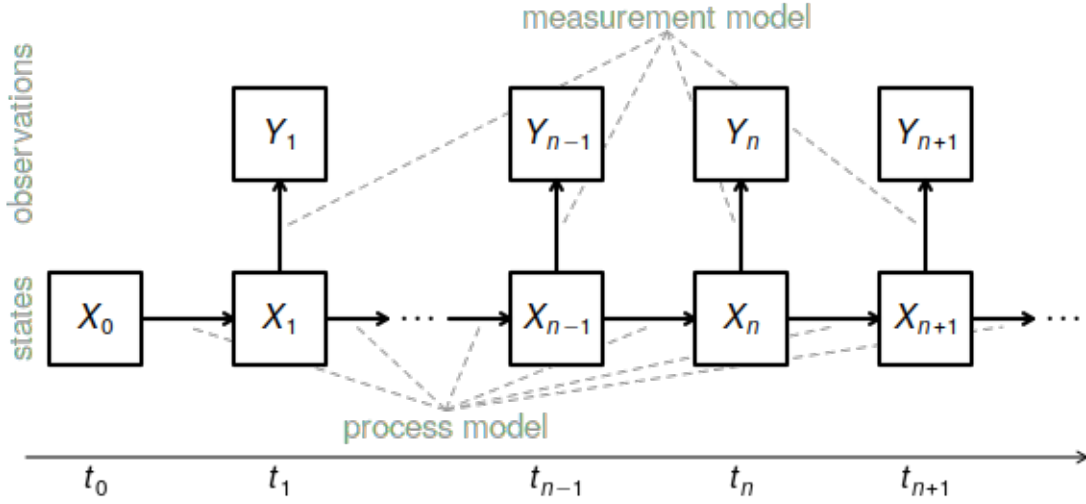 measurement model
observations
Y₁ Yₙ₋₁ Yₙ Yₙ₊₁
states
X₀ X₁ ⋯ Xₙ₋₁ Xₙ Xₙ₊₁ ⋯
process model
t₀ t₁ tₙ₋₁ tₙ tₙ₊₁